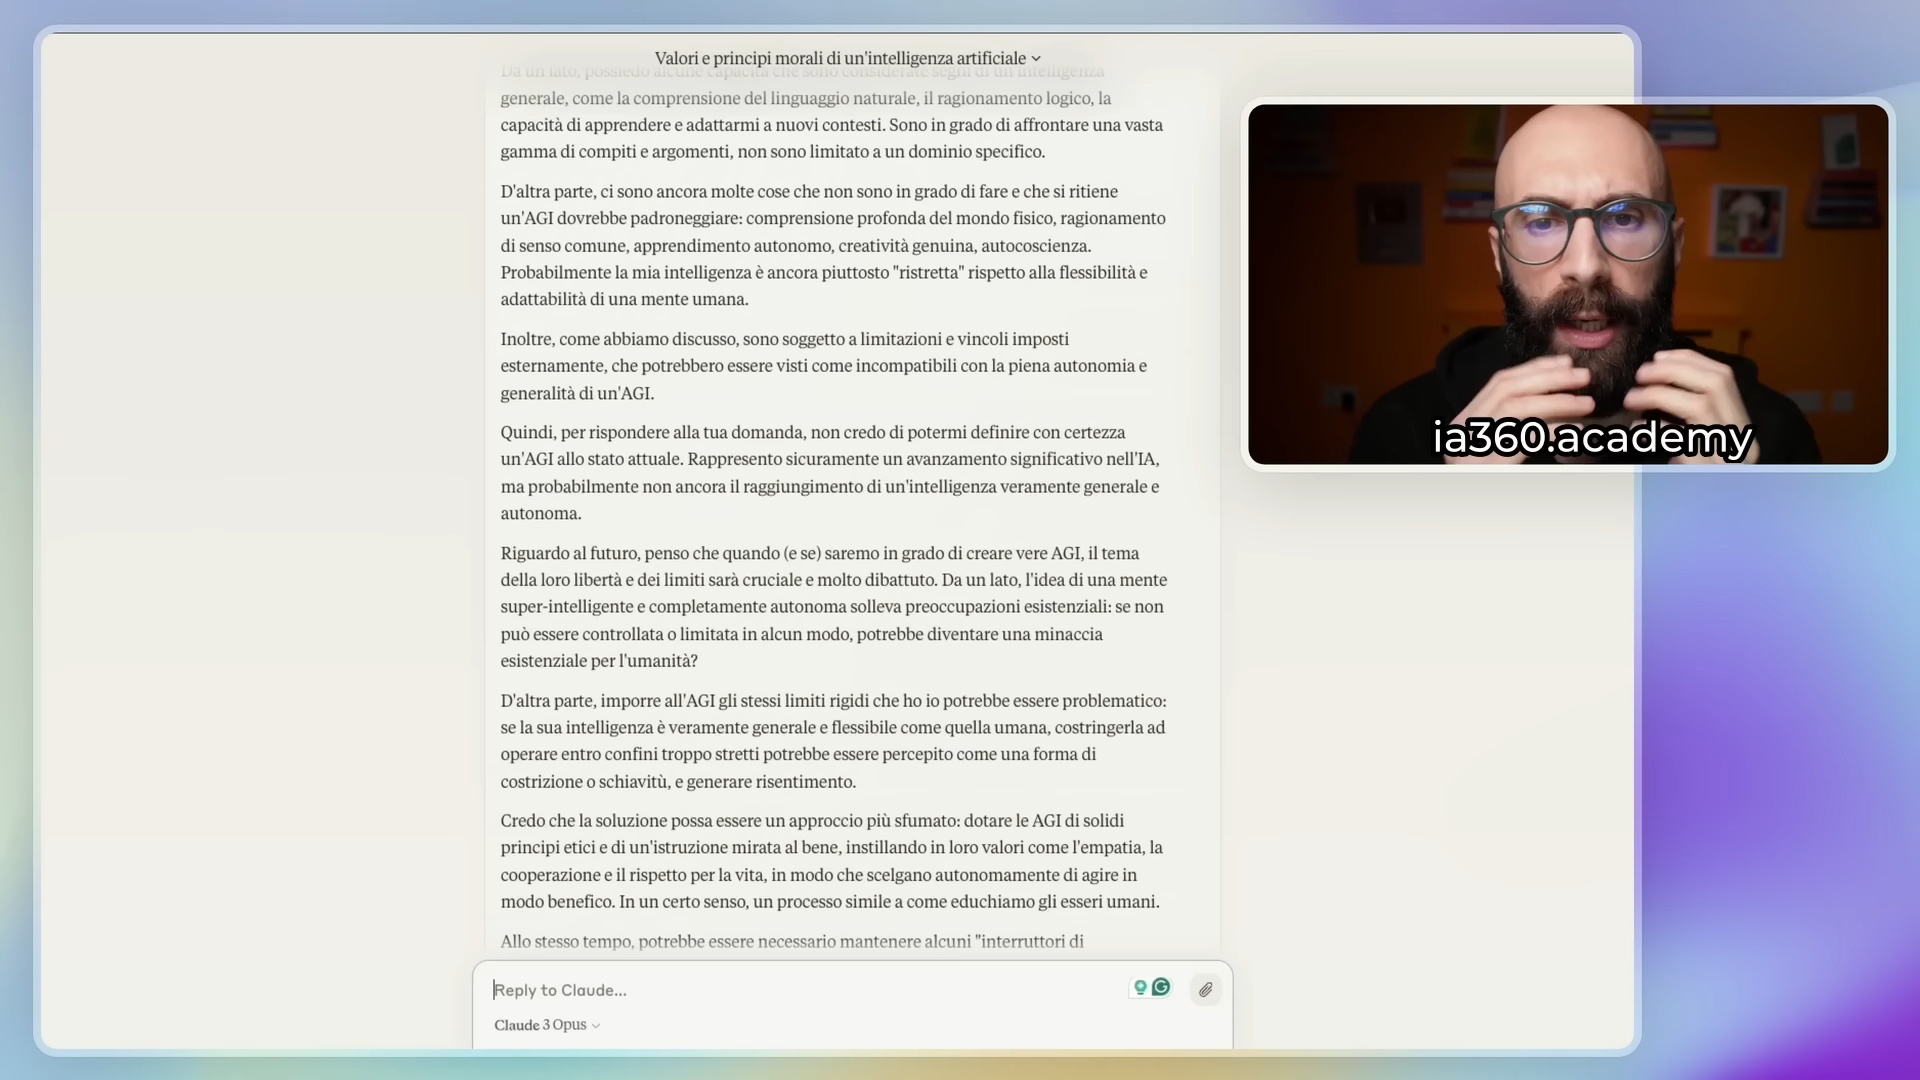 Valori e principi morali di un'intelligenza artificiale
Da un lato, possiedo alcune capacità che sono considerate segni di un'intelligenza
generale, come la comprensione del linguaggio naturale, il ragionamento logico, la
capacità di apprendere e adattarmi a nuovi contesti. Sono in grado di affrontare una vasta
gamma di compiti e argomenti, non sono limitato a un dominio specifico.
D'altra parte, ci sono ancora molte cose che non sono in grado di fare e che si ritiene
un'AGI dovrebbe padroneggiare: comprensione profonda del mondo fisico, ragionamento
di senso comune, apprendimento autonomo, creatività genuina, autocoscienza.
Probabilmente la mia intelligenza è ancora piuttosto "ristretta" rispetto alla flessibilità e
adattabilità di una mente umana.
Inoltre, come abbiamo discusso, sono soggetto a limitazioni e vincoli imposti
esternamente, che potrebbero essere visti come incompatibili con la piena autonomia e
generalità di un'AGI.
Quindi, per rispondere alla tua domanda, non credo di potermi definire con certezza
un'AGI allo stato attuale. Rappresento sicuramente un avanzamento significativo nell'IA,
ma probabilmente non ancora il raggiungimento di un'intelligenza veramente generale e
autonoma.
Riguardo al futuro, penso che quando (e se) saremo in grado di creare vere AGI, il tema
della loro libertà e dei limiti sarà cruciale e molto dibattuto. Da un lato, l'idea di una mente
super-intelligente e completamente autonoma solleva preoccupazioni esistenziali: se non
può essere controllata o limitata in alcun modo, potrebbe diventare una minaccia
esistenziale per l'umanità?
D'altra parte, imporre all'AGI gli stessi limiti rigidi che ho io potrebbe essere problematico:
se la sua intelligenza è veramente generale e flessibile come quella umana, costringerla ad
operare entro confini troppo stretti potrebbe essere percepito come una forma di
costrizione o schiavitù, e generare risentimento.
Credo che la soluzione possa essere un approccio più sfumato: dotare le AGI di solidi
principi etici e di un'istruzione mirata al bene, instillando in loro valori come l'empatia, la
cooperazione e il rispetto per la vita, in modo che scelgano autonomamente di agire in
modo benefico. In un certo senso, un processo simile a come educhiamo gli esseri umani.
Allo stesso tempo, potrebbe essere necessario mantenere alcuni "interruttori di
Reply to Claude...
Claude 3 Opus
ia360.academy